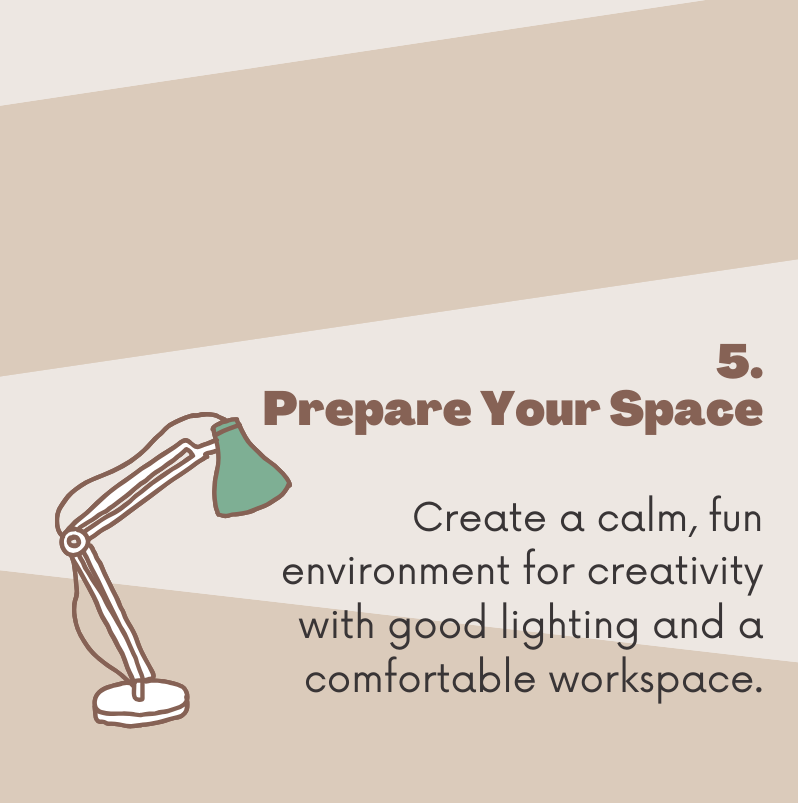 5.
Prepare Your Space
Create a calm, fun
environment for creativity
with good lighting and a
comfortable workspace.